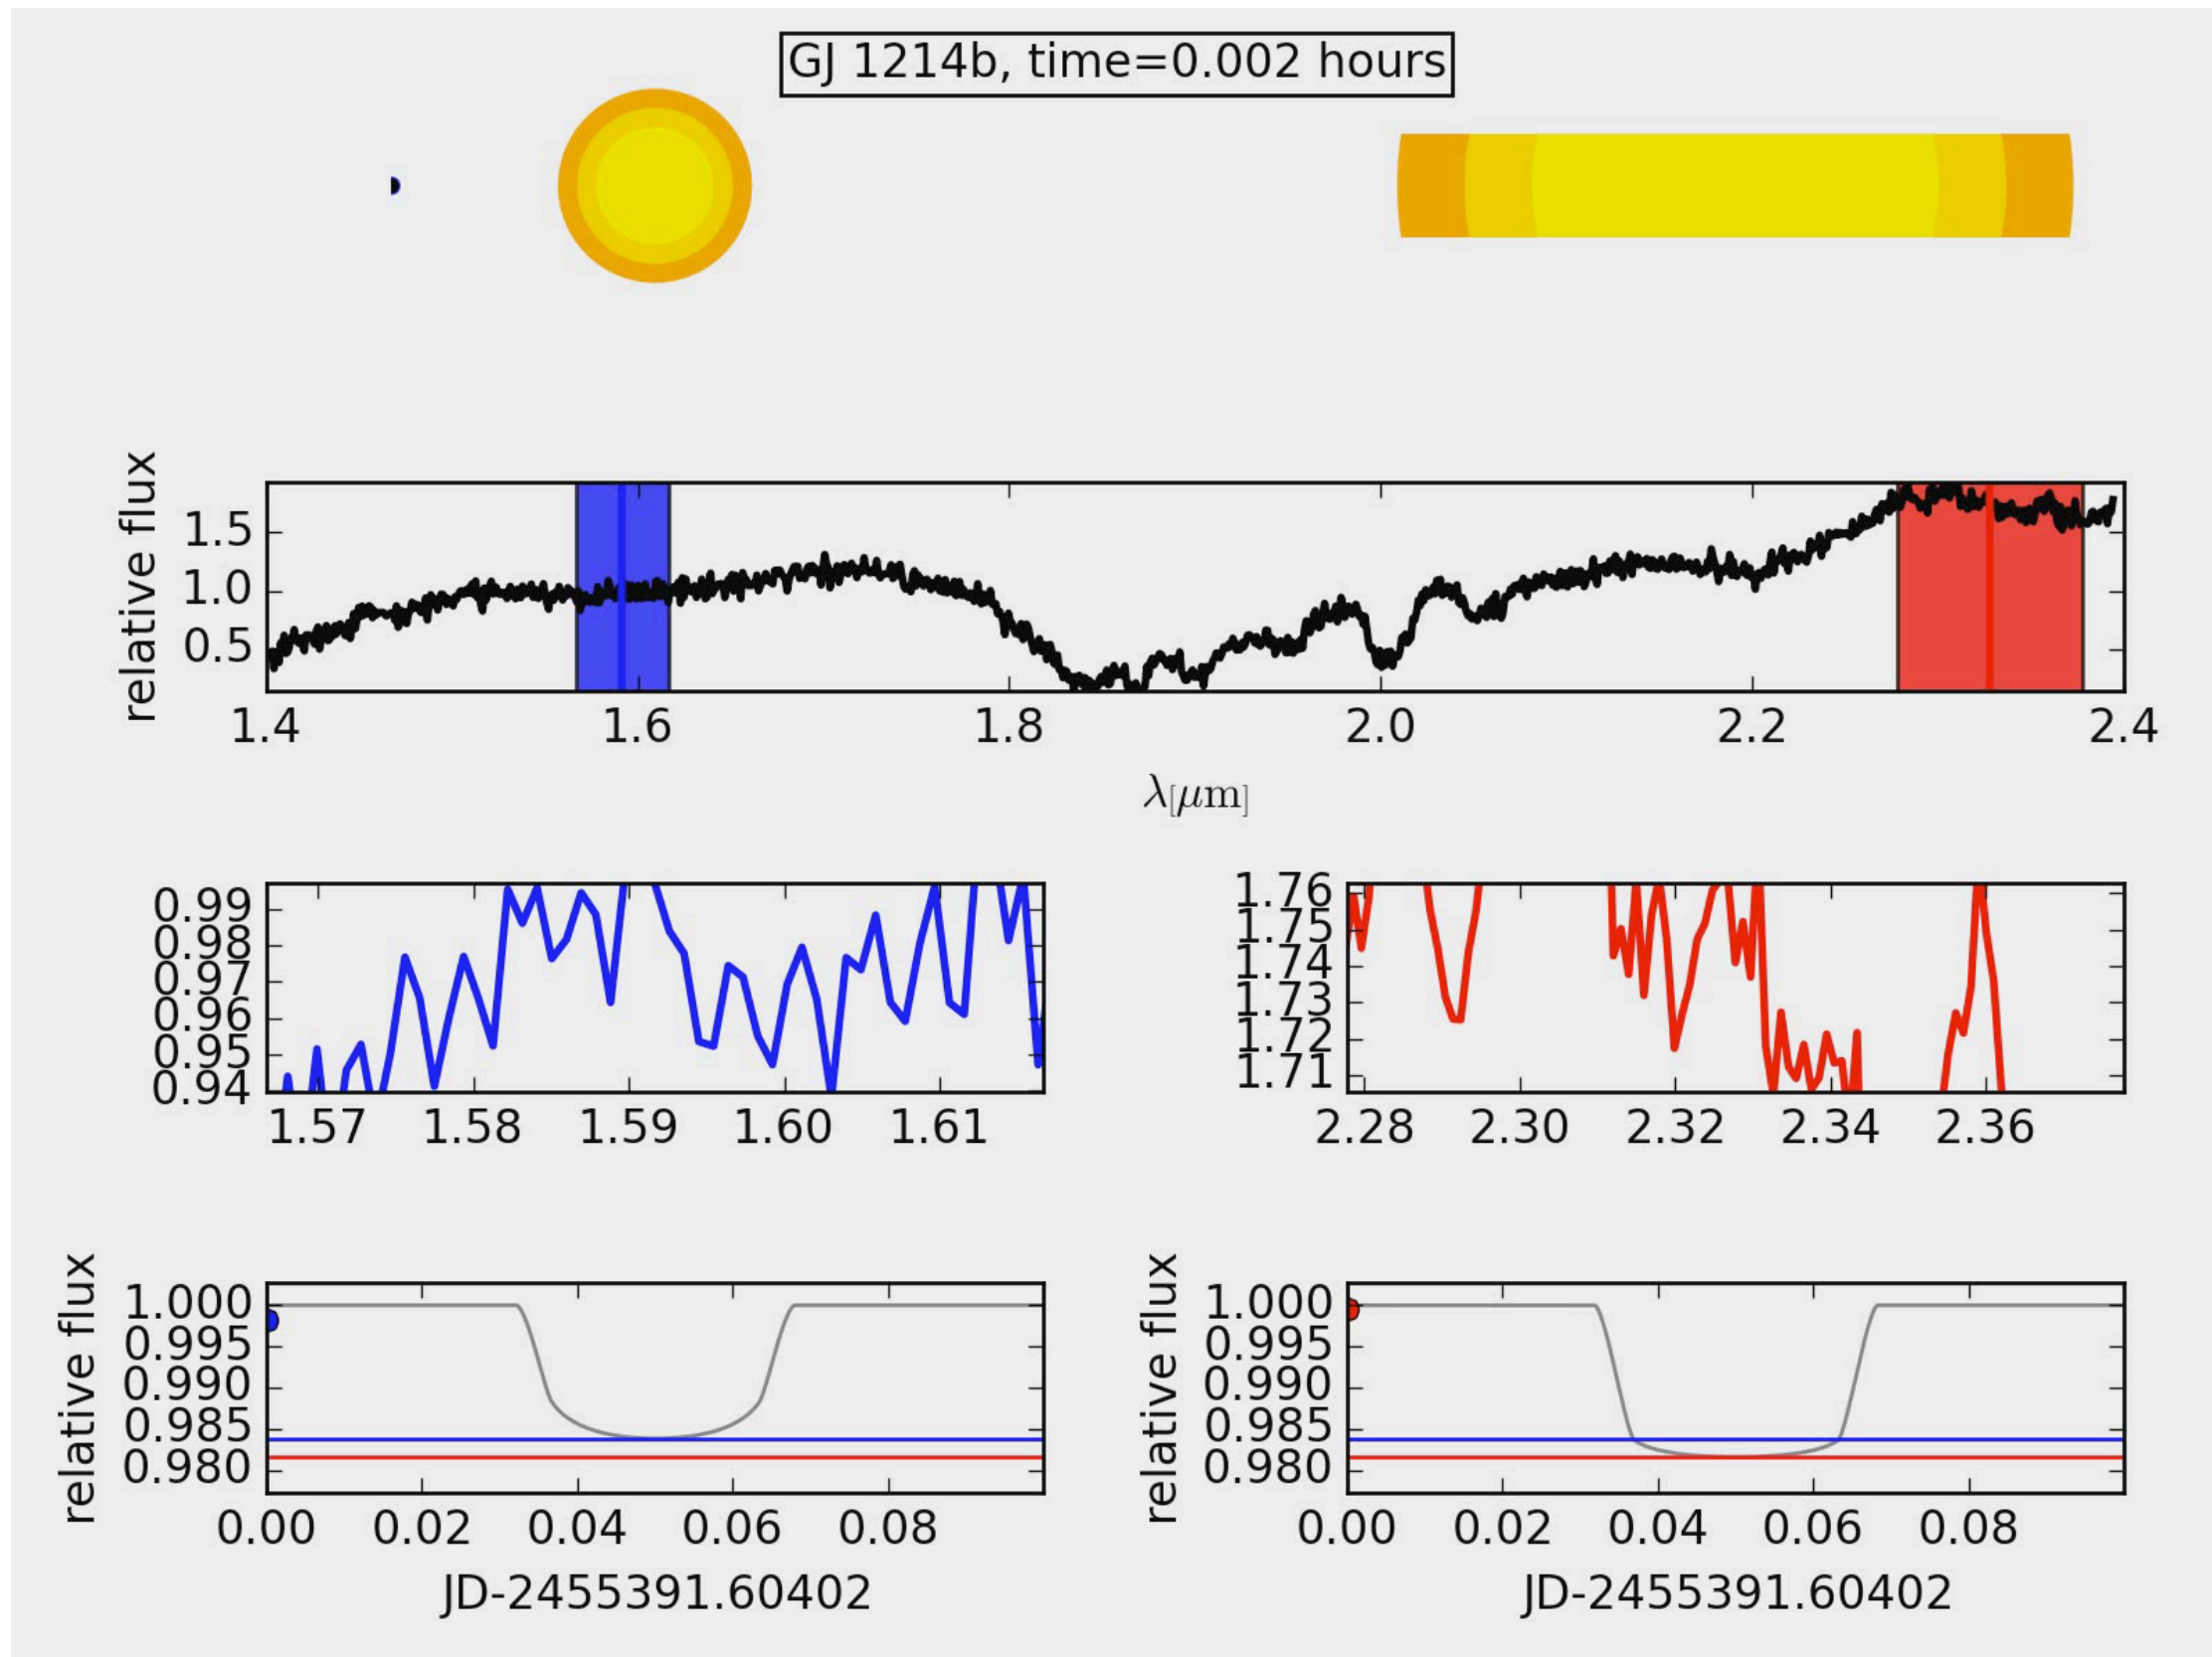 GJ 1214b, time=0.002 hours
relative flux
1.5
1.0
0.5
1.4 1.6 1.8 2.0 2.2 2.4
λ[μm]
0.99
0.98
0.97
0.96
0.95
0.94
1.57 1.58 1.59 1.60 1.61
1.76
1.75
1.74
1.73
1.72
1.71
2.28 2.30 2.32 2.34 2.36
relative flux
1.000
0.995
0.990
0.985
0.980
0.00 0.02 0.04 0.06 0.08
JD-2455391.60402
relative flux
1.000
0.995
0.990
0.985
0.980
0.00 0.02 0.04 0.06 0.08
JD-2455391.60402